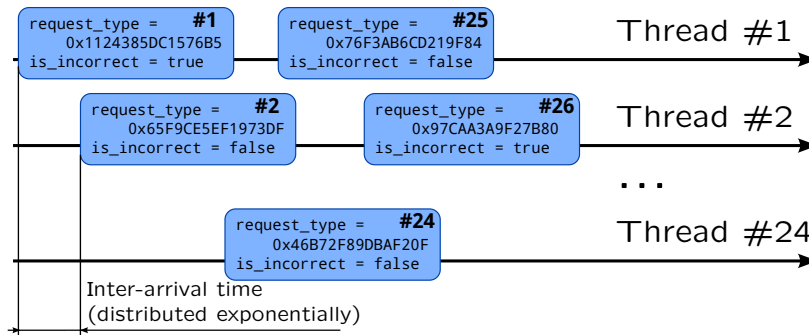 request_type = #1
0x1124385DC1576B5
is_incorrect = true
request_type = #25
0x76F3AB6CD219F84
is_incorrect = false
Thread #1
request_type = #2
0x65F9CE5EF1973DF
is_incorrect = false
request_type = #26
0x97CAA3A9F27B80
is_incorrect = true
Thread #2
...
request_type = #24
0x46B72F89DBAF20F
is_incorrect = false
Thread #24
Inter-arrival time
(distributed exponentially)